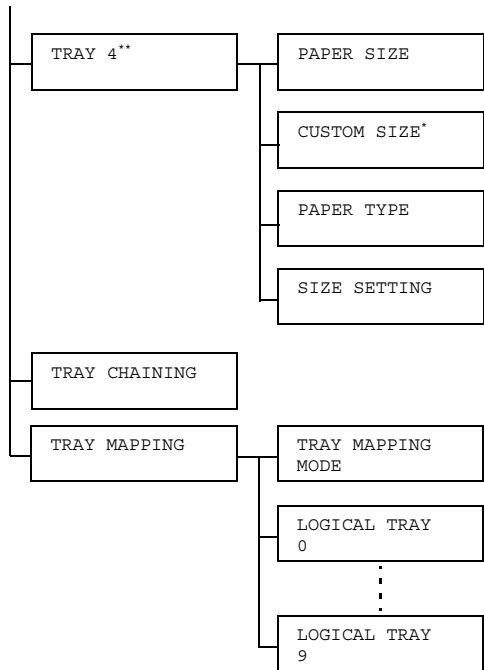 TRAY 4**
PAPER SIZE
CUSTOM SIZE*
PAPER TYPE
SIZE SETTING
TRAY CHAINING
TRAY MAPPING
TRAY MAPPING
MODE
LOGICAL TRAY
0
LOGICAL TRAY
9